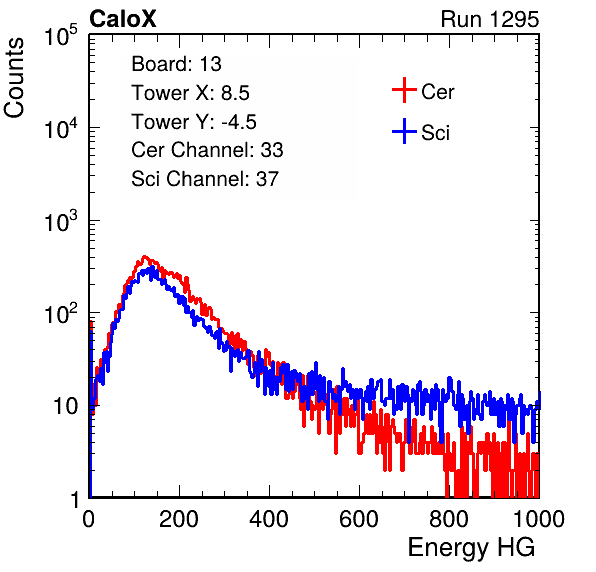 CaloX Run 1295
Counts
Board: 13
Tower X: 8.5
Tower Y: -4.5
Cer Channel: 33
Sci Channel: 37
Cer
Sci
10^5
10^4
10^3
10^2
10
1
0 200 400 600 800 1000
Energy HG